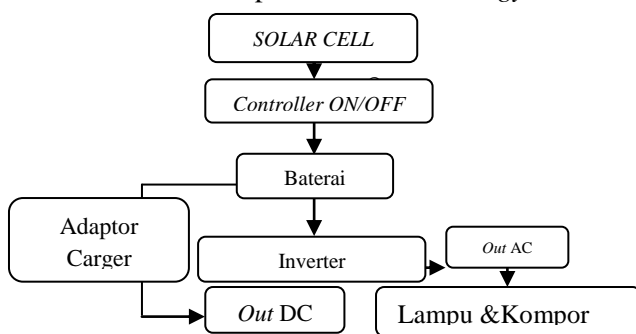 SOLAR CELL
Controller ON/OFF
Baterai
Adaptor
Carger
Inverter
Out AC
Out DC
Lampu &Kompor